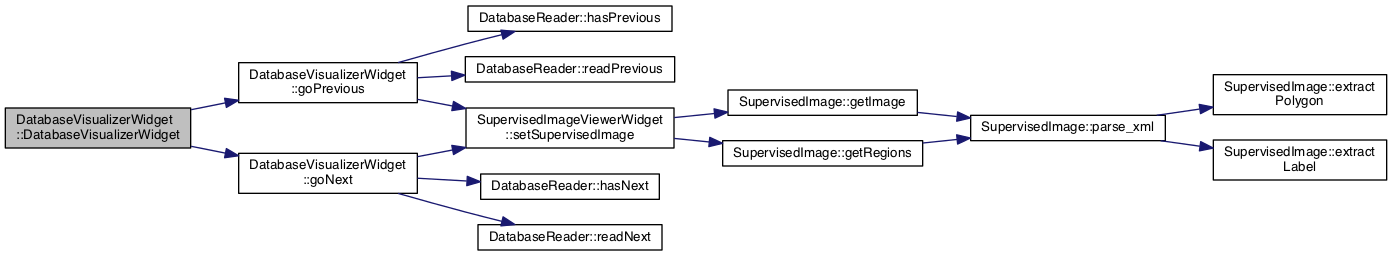 DatabaseVisualizerWidget
::DatabaseVisualizerWidget
DatabaseVisualizerWidget
::goPrevious
DatabaseVisualizerWidget
::goNext
DatabaseReader::hasPrevious
DatabaseReader::readPrevious
SupervisedImageViewerWidget
::setSupervisedImage
DatabaseReader::hasNext
DatabaseReader::readNext
SupervisedImage::getImage
SupervisedImage::getRegions
SupervisedImage::parse_xml
SupervisedImage::extract
Polygon
SupervisedImage::extract
Label